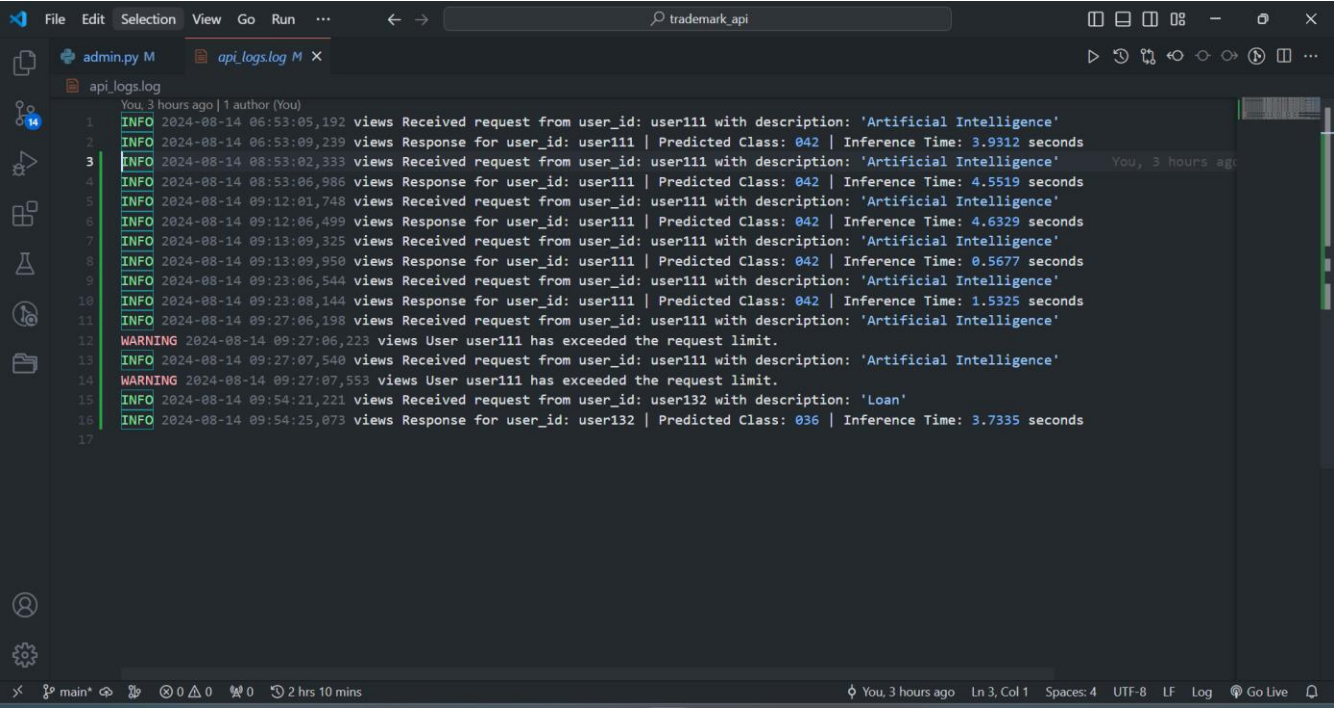 File Edit Selection View Go Run ... trademark_api
admin.py M api_logs.log M
api_logs.log
You, 3 hours ago | 1 author (You)
1 INFO 2024-08-14 06:53:05,192 views Received request from user_id: user111 with description: 'Artificial Intelligence'
2 INFO 2024-08-14 06:53:09,239 views Response for user_id: user111 | Predicted Class: 042 | Inference Time: 3.9312 seconds
3 INFO 2024-08-14 08:53:02,333 views Received request from user_id: user111 with description: 'Artificial Intelligence' You, 3 hours ag
4 INFO 2024-08-14 08:53:06,986 views Response for user_id: user111 | Predicted Class: 042 | Inference Time: 4.5519 seconds
5 INFO 2024-08-14 09:12:01,748 views Received request from user_id: user111 with description: 'Artificial Intelligence'
6 INFO 2024-08-14 09:12:06,499 views Response for user_id: user111 | Predicted Class: 042 | Inference Time: 4.6329 seconds
7 INFO 2024-08-14 09:13:09,325 views Received request from user_id: user111 with description: 'Artificial Intelligence'
8 INFO 2024-08-14 09:13:09,950 views Response for user_id: user111 | Predicted Class: 042 | Inference Time: 0.5677 seconds
9 INFO 2024-08-14 09:23:06,544 views Received request from user_id: user111 with description: 'Artificial Intelligence'
10 INFO 2024-08-14 09:23:08,144 views Response for user_id: user111 | Predicted Class: 042 | Inference Time: 1.5325 seconds
11 INFO 2024-08-14 09:27:06,198 views Received request from user_id: user111 with description: 'Artificial Intelligence'
12 WARNING 2024-08-14 09:27:06,223 views User user111 has exceeded the request limit.
13 INFO 2024-08-14 09:27:07,540 views Received request from user_id: user111 with description: 'Artificial Intelligence'
14 WARNING 2024-08-14 09:27:07,553 views User user111 has exceeded the request limit.
15 INFO 2024-08-14 09:54:21,221 views Received request from user_id: user132 with description: 'Loan'
16 INFO 2024-08-14 09:54:25,073 views Response for user_id: user132 | Predicted Class: 036 | Inference Time: 3.7335 seconds
17
14
main* 0 0 0 2 hrs 10 mins You, 3 hours ago Ln 3, Col 1 Spaces: 4 UTF-8 LF Log Go Live